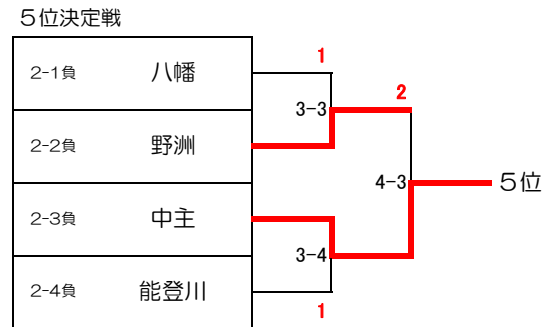 ５位決定戦
2-1負 八幡
1
3-3
2
2-2負 野洲
4-3
５位
2-3負 中主
3-4
2-4負 能登川
1